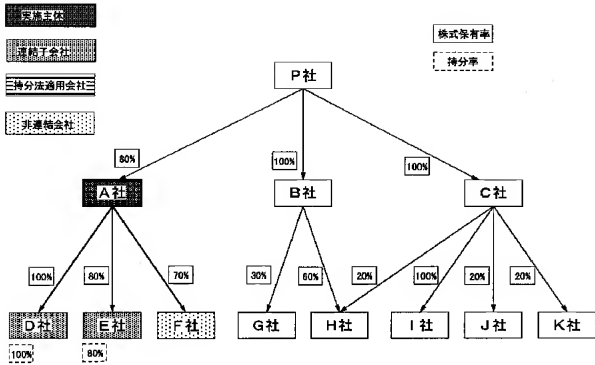 実施主体
連結子会社
持分法適用会社
非連結会社
株式保有率
持分率
P社
80%
100%
100%
A社
B社
C社
100%
80%
70%
30%
60%
20%
100%
20%
20%
D社
E社
F社
G社
H社
I社
J社
K社
100%
80%